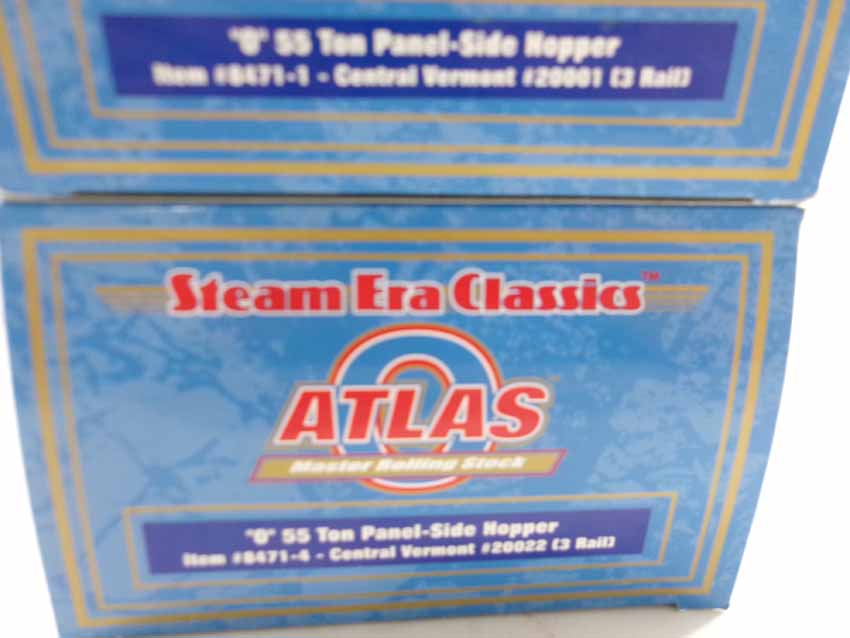 "O" 55 Ton Panel-Side Hopper
Item #8471-1 - Central Vermont #20001 (3 Rail)
Steam Era Classics™
ATLAS
O
Master Rolling Stock
"O" 55 Ton Panel-Side Hopper
Item #8471-4 - Central Vermont #20022 (3 Rail)